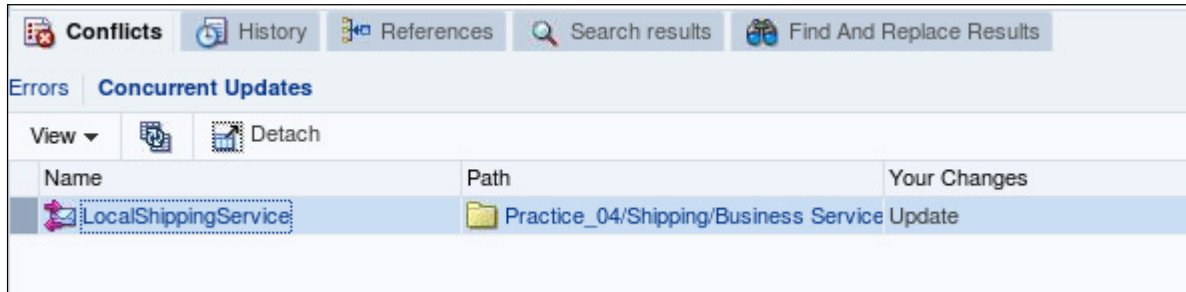 Conflicts History References Search results Find And Replace Results
Errors Concurrent Updates
View Detach
Name Path Your Changes
LocalShippingService Practice_04/Shipping/Business Service Update